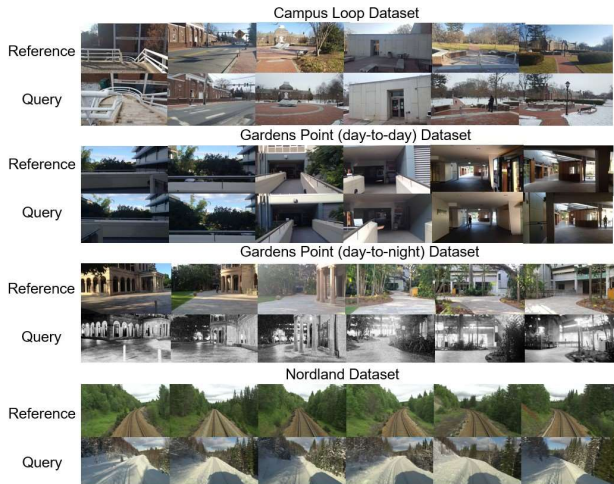 Campus Loop Dataset
Reference
Query
Gardens Point (day-to-day) Dataset
Reference
Query
Gardens Point (day-to-night) Dataset
Reference
Query
Nordland Dataset
Reference
Query